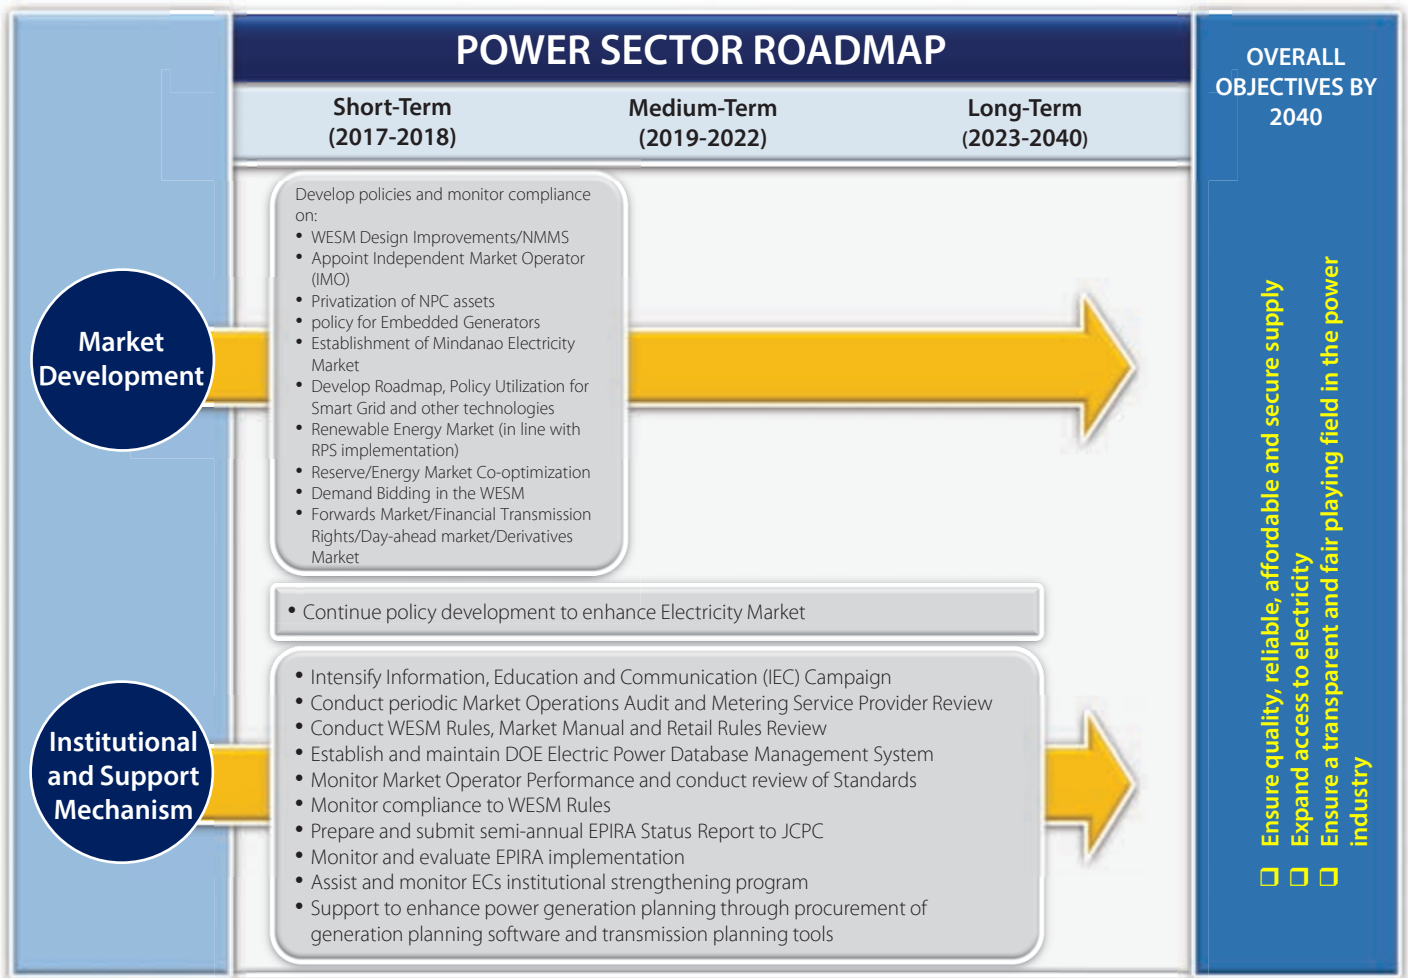 POWER SECTOR ROADMAP
Short-Term
(2017-2018)
Medium-Term
(2019-2022)
Long-Term
(2023-2040)
OVERALL
OBJECTIVES BY
2040
Market
Development
Develop policies and monitor compliance
on:
• WESM Design Improvements/NMMS
• Appoint Independent Market Operator
(IMO)
• Privatization of NPC assets
• policy for Embedded Generators
• Establishment of Mindanao Electricity
Market
• Develop Roadmap, Policy Utilization for
Smart Grid and other technologies
• Renewable Energy Market (in line with
RPS implementation)
• Reserve/Energy Market Co-optimization
• Demand Bidding in the WESM
• Forwards Market/Financial Transmission
Rights/Day-ahead market/Derivatives
Market
• Continue policy development to enhance Electricity Market
Institutional
and Support
Mechanism
• Intensify Information, Education and Communication (IEC) Campaign
• Conduct periodic Market Operations Audit and Metering Service Provider Review
• Conduct WESM Rules, Market Manual and Retail Rules Review
• Establish and maintain DOE Electric Power Database Management System
• Monitor Market Operator Performance and conduct review of Standards
• Monitor compliance to WESM Rules
• Prepare and submit semi-annual EPIRA Status Report to JCPC
• Monitor and evaluate EPIRA implementation
• Assist and monitor ECs institutional strengthening program
• Support to enhance power generation planning through procurement of
generation planning software and transmission planning tools
❑ Ensure quality, reliable, affordable and secure supply
❑ Expand access to electricity
❑ Ensure a transparent and fair playing field in the power
industry